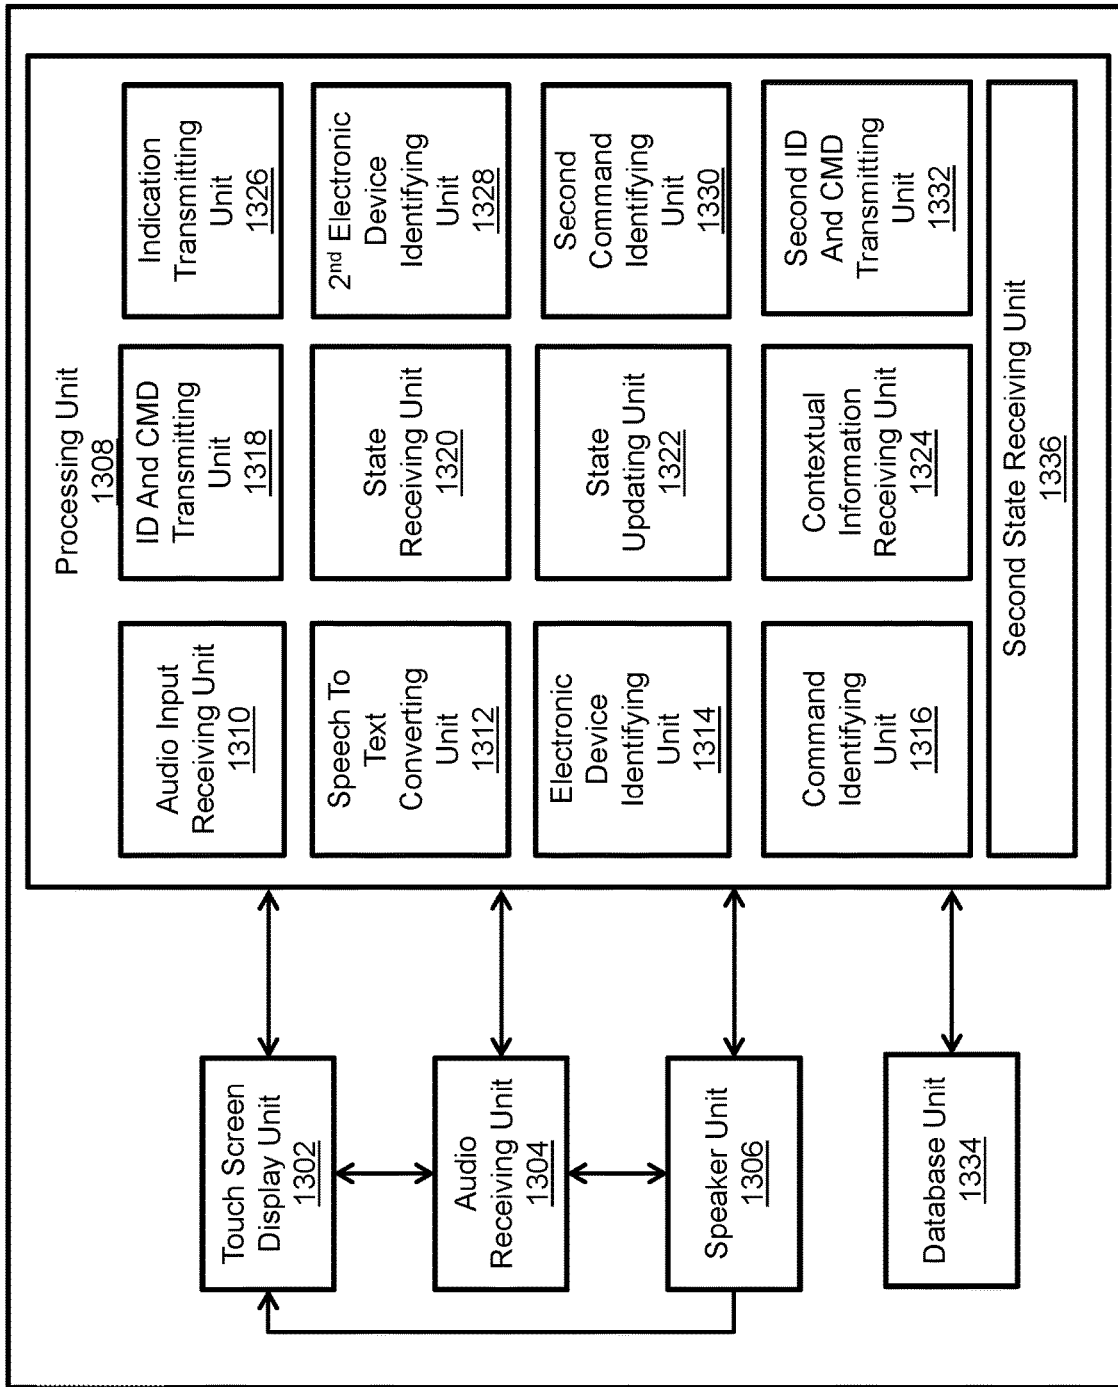 Touch Screen
Display Unit
1302
Audio
Receiving Unit
1304
Speaker Unit
1306
Database Unit
1334
Processing Unit
1308
Audio Input
Receiving Unit
1310
Speech To
Text
Converting
Unit
1312
Electronic
Device
Identifying
Unit
1314
Command
Identifying
Unit
1316
ID And CMD
Transmitting
Unit
1318
State
Receiving Unit
1320
State
Updating Unit
1322
Contextual
Information
Receiving Unit
1324
Indication
Transmitting
Unit
1326
2nd Electronic
Device
Identifying
Unit
1328
Second
Command
Identifying
Unit
1330
Second ID
And CMD
Transmitting
Unit
1332
Second State Receiving Unit
1336